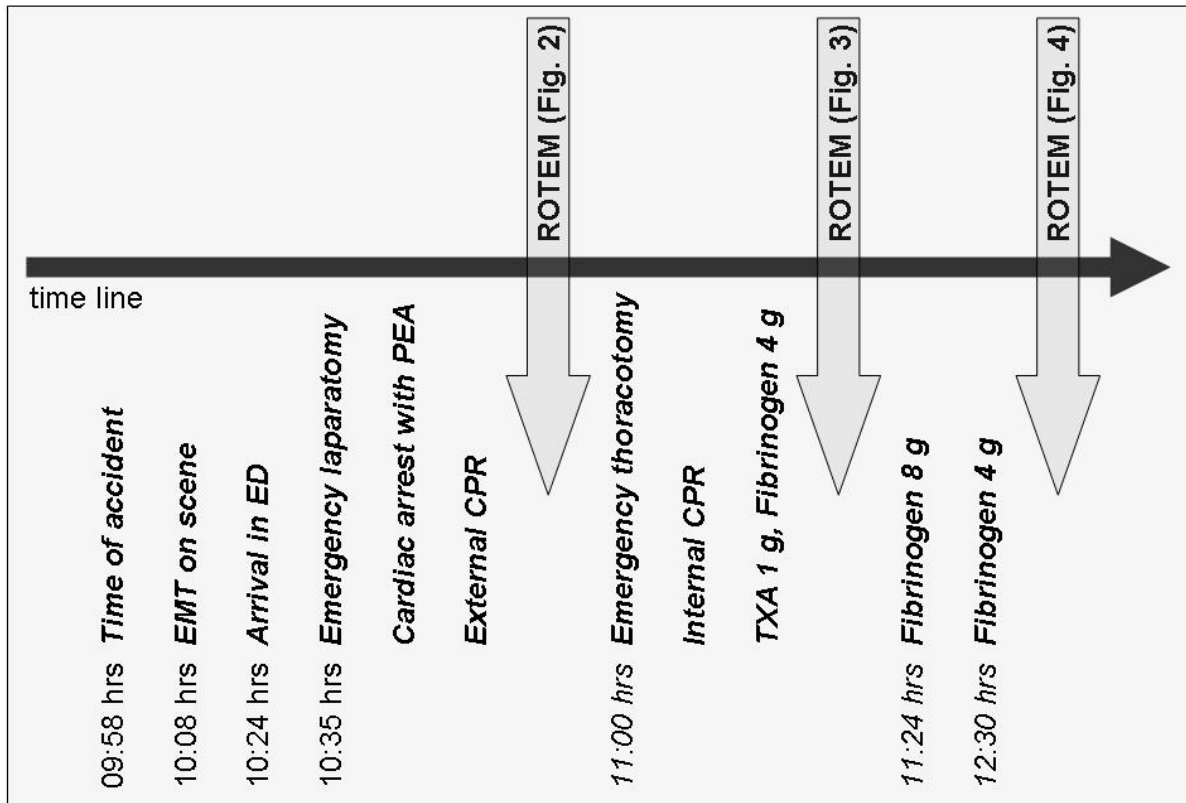 time line
09:58 hrs Time of accident
10:08 hrs EMT on scene
10:24 hrs Arrival in ED
10:35 hrs Emergency laparatomy
Cardiac arrest with PEA
External CPR
ROTEM (Fig. 2)
11:00 hrs Emergency thoracotomy
Internal CPR
TXA 1 g, Fibrinogen 4 g
ROTEM (Fig. 3)
11:24 hrs Fibrinogen 8 g
12:30 hrs Fibrinogen 4 g
ROTEM (Fig. 4)